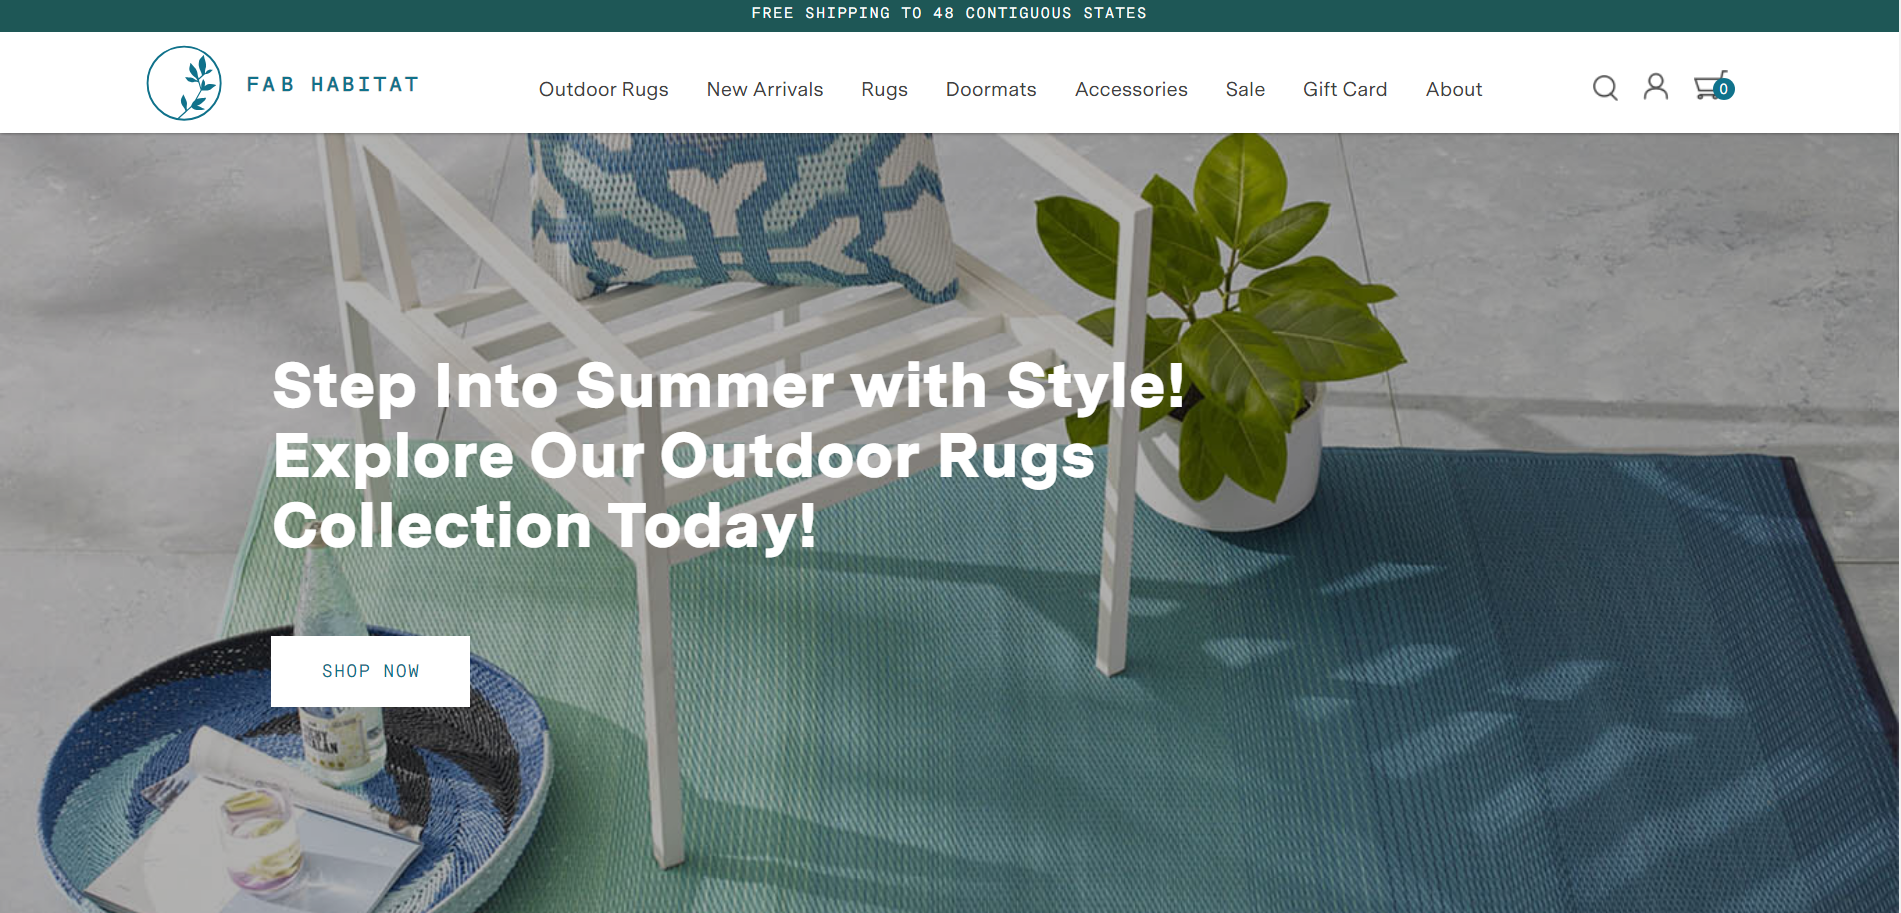 FREE SHIPPING TO 48 CONTIGUOUS STATES
FAB HABITAT
Outdoor Rugs
New Arrivals
Rugs
Doormats
Accessories
Sale
Gift Card
About
0
Step Into Summer with Style!
Explore Our Outdoor Rugs
Collection Today!
SHOP NOW